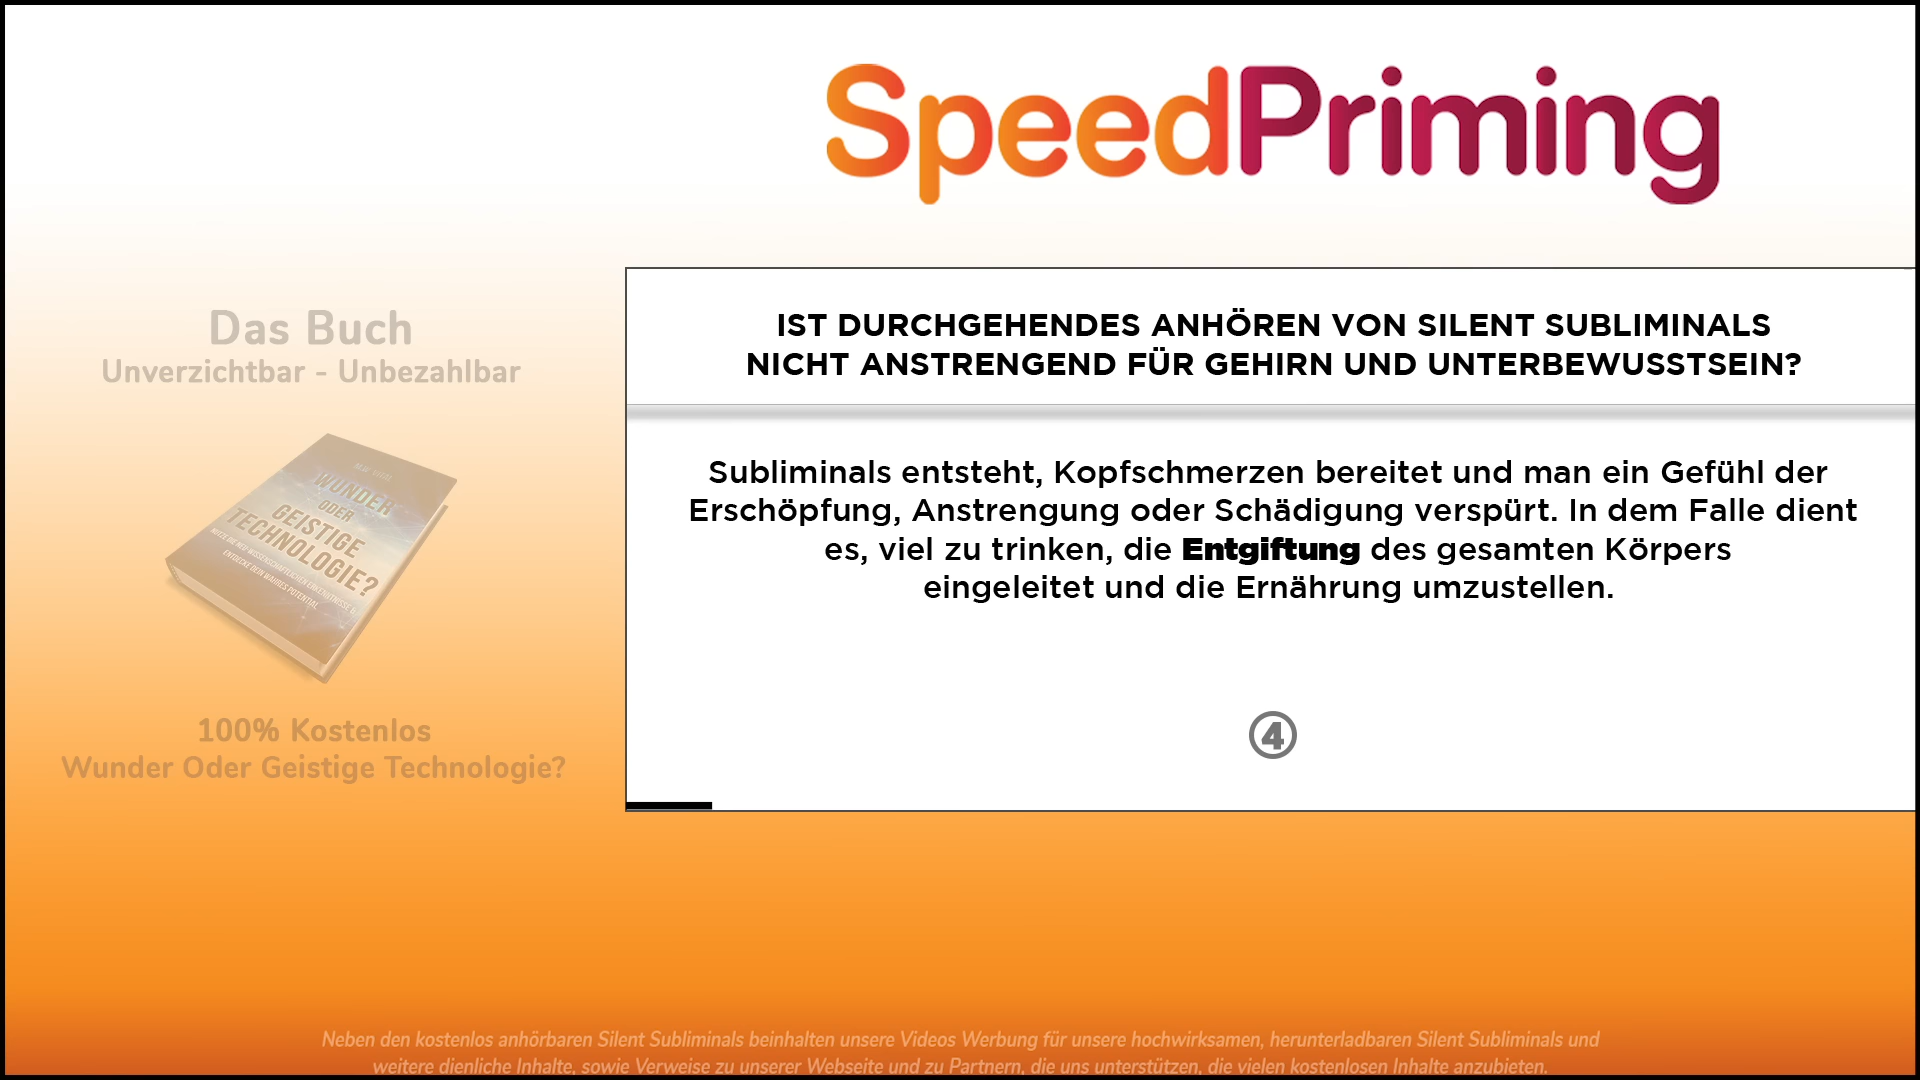 SpeedPriming
Das Buch
Unverzichtbar - Unbezahlbar
WUNDER
ODER
GEISTIGE
TECHNOLOGIE?
ENTDECKE DEIN WAHRES POTENTIAL
100% Kostenlos
Wunder Oder Geistige Technologie?
IST DURCHGEHENDES ANHÖREN VON SILENT SUBLIMINALS
NICHT ANSTRENGEND FÜR GEHIRN UND UNTERBEWUSSTSEIN?
Subliminals entsteht, Kopfschmerzen bereitet und man ein Gefühl der
Erschöpfung, Anstrengung oder Schädigung verspürt. In dem Falle dient
es, viel zu trinken, die Entgiftung des gesamten Körpers
eingeleitet und die Ernährung umzustellen.
4
Neben den kostenlos anhörbaren Silent Subliminals beinhalten unsere Videos Werbung für unsere hochwirksamen, herunterladbaren Silent Subliminals und
weitere dienliche Inhalte, sowie Verweise zu unserer Webseite und zu Partnern, die uns unterstützen, die vielen kostenlosen Inhalte anzubieten.